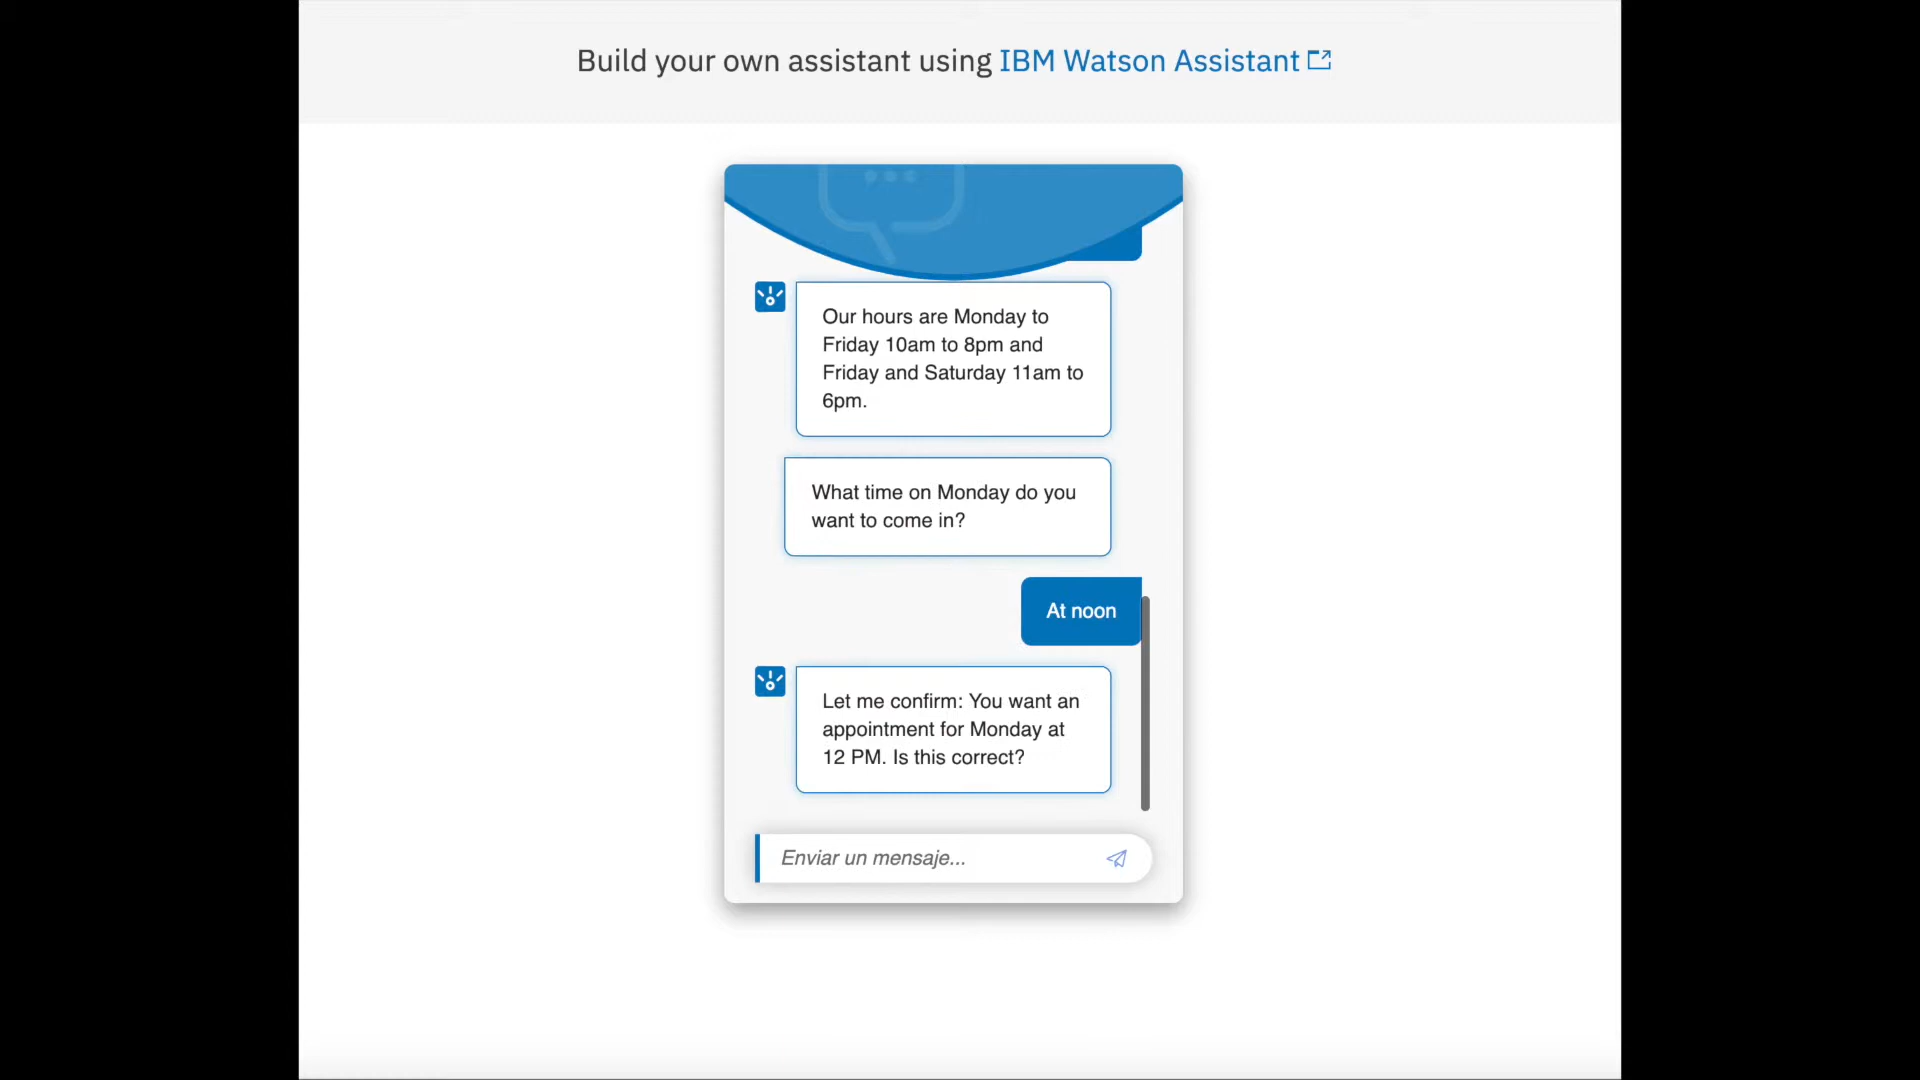 Build your own assistant using IBM Watson Assistant
Our hours are Monday to
Friday 10am to 8pm and
Friday and Saturday 11am to
6pm.
What time on Monday do you
want to come in?
At noon
Let me confirm: You want an
appointment for Monday at
12 PM. Is this correct?
Enviar un mensaje...